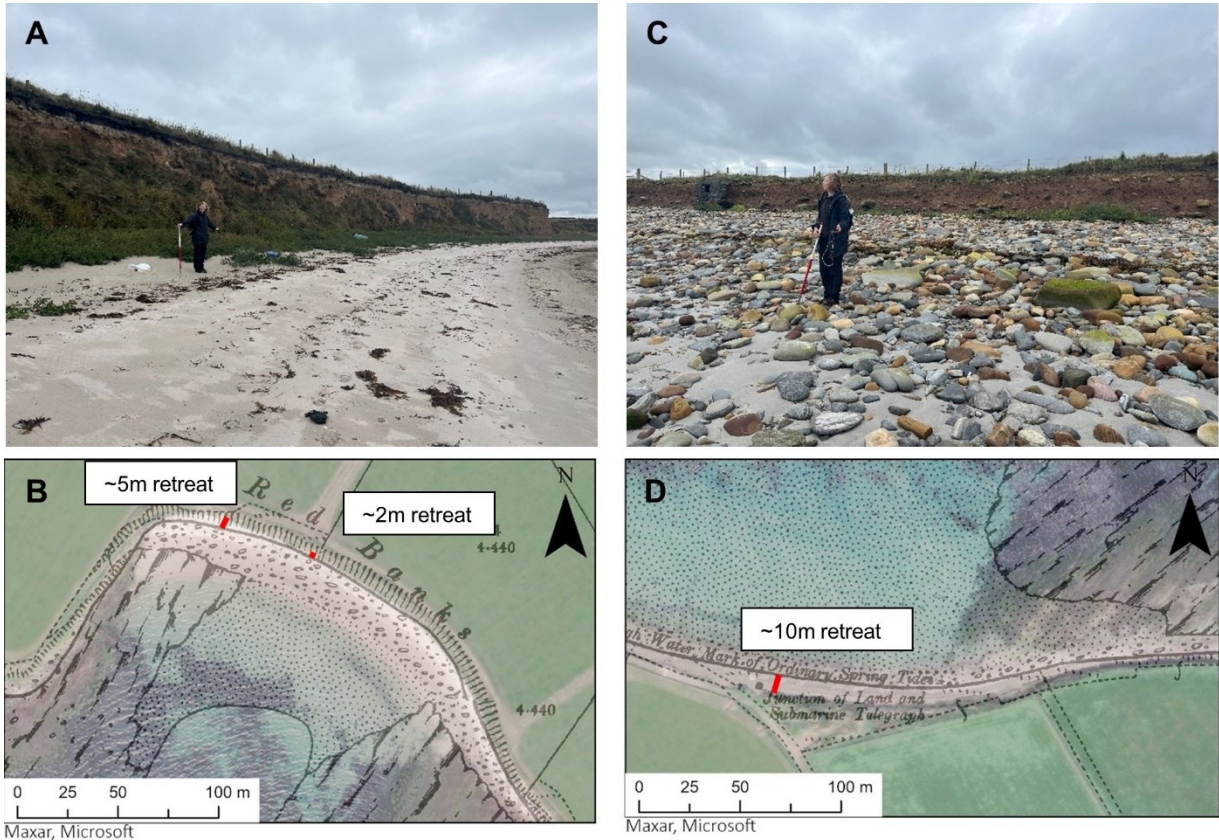 A
C
B
~5m retreat
Red Banks
~2m retreat
N
4·440
4·440
0 25 50 100 m
Maxar, Microsoft
D
N
~10m retreat
Water Mark of Ordinary Spring Tides
Junction of Land and
Submarine Telegraph
0 25 50 100 m
Maxar, Microsoft